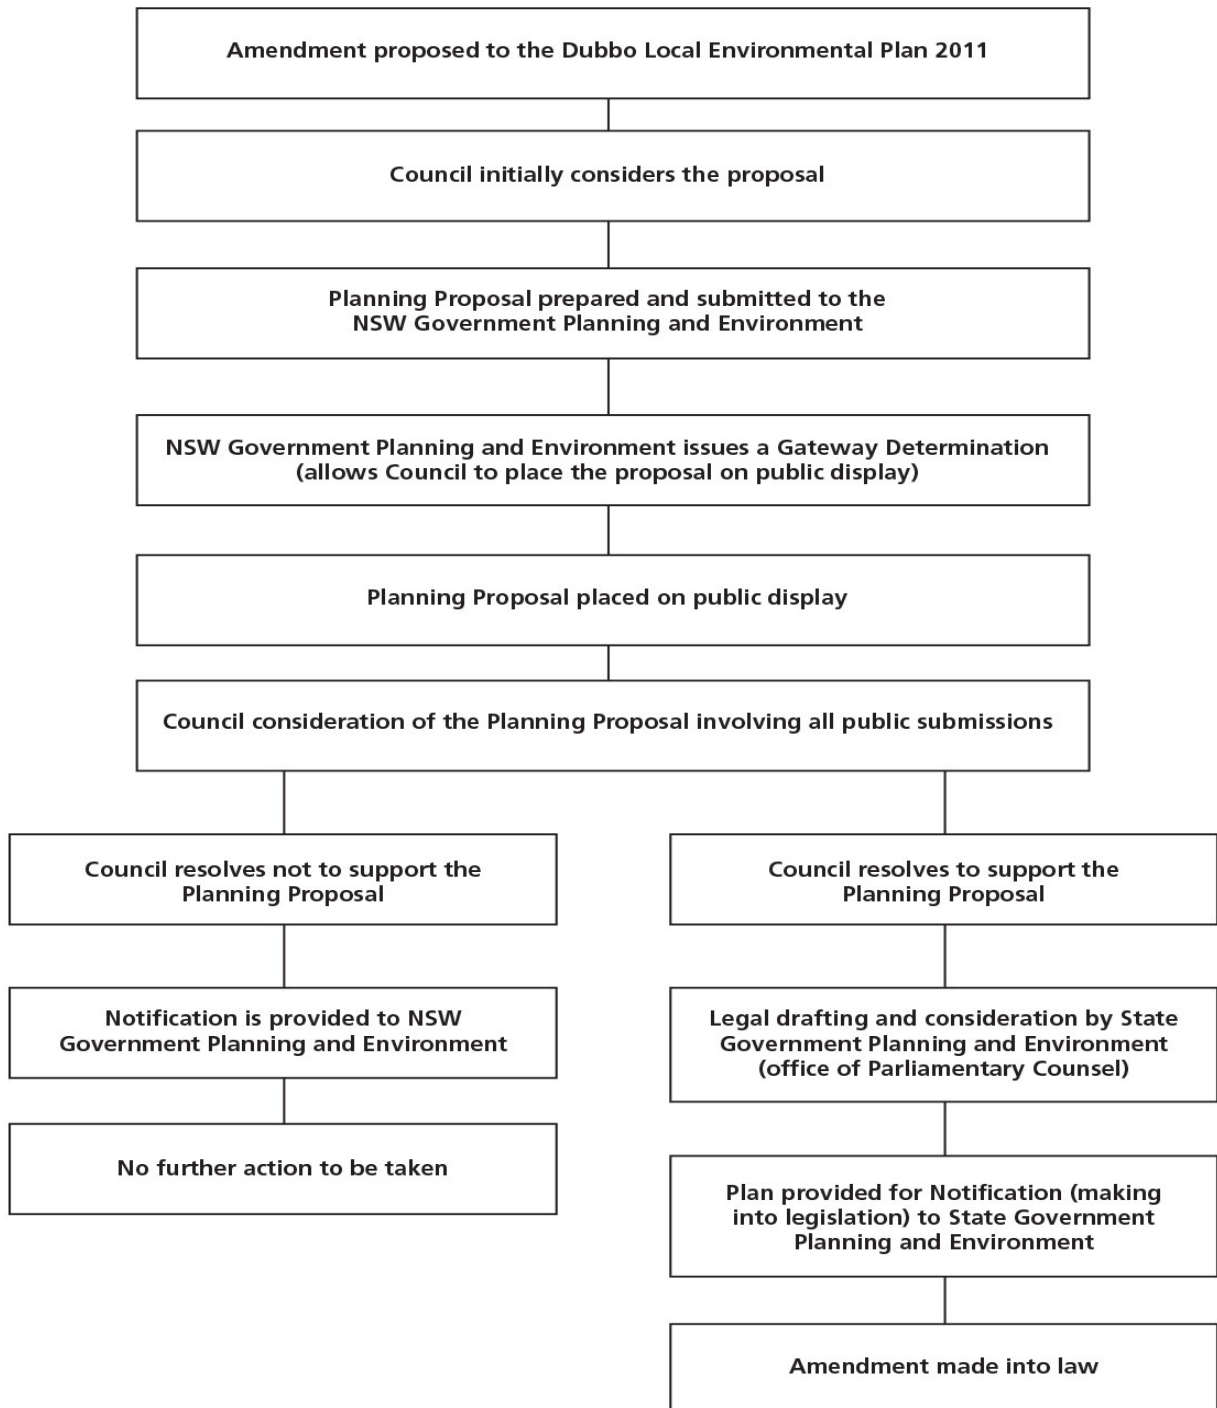 Amendment proposed to the Dubbo Local Environmental Plan 2011
Council initially considers the proposal
Planning Proposal prepared and submitted to the
NSW Government Planning and Environment
NSW Government Planning and Environment issues a Gateway Determination
(allows Council to place the proposal on public display)
Planning Proposal placed on public display
Council consideration of the Planning Proposal involving all public submissions
Council resolves not to support the
Planning Proposal
Notification is provided to NSW
Government Planning and Environment
No further action to be taken
Council resolves to support the
Planning Proposal
Legal drafting and consideration by State
Government Planning and Environment
(office of Parliamentary Counsel)
Plan provided for Notification (making
into legislation) to State Government
Planning and Environment
Amendment made into law